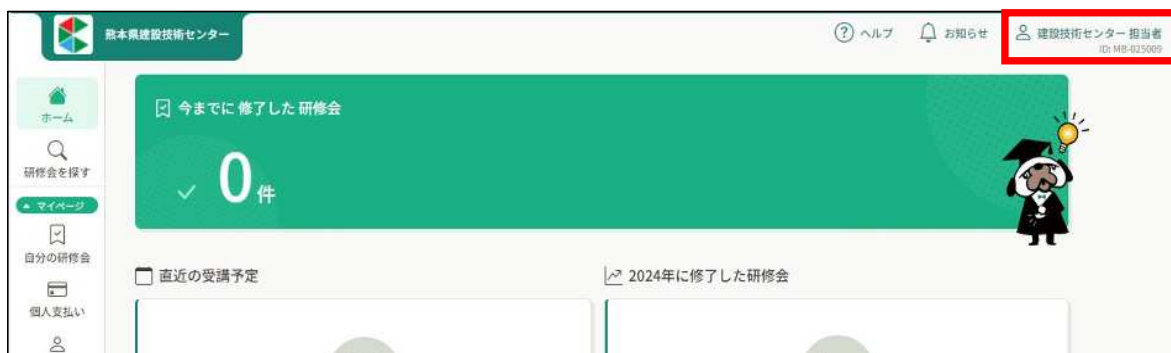 熊本県建設技術センター
ヘルプ
お知らせ
建設技術センター 担当者
ID: MB-025009
ホーム
研修会を探す
マイページ
自分の研修会
個人支払い
今までに修了した研修会
0件
直近の受講予定
2024年に修了した研修会